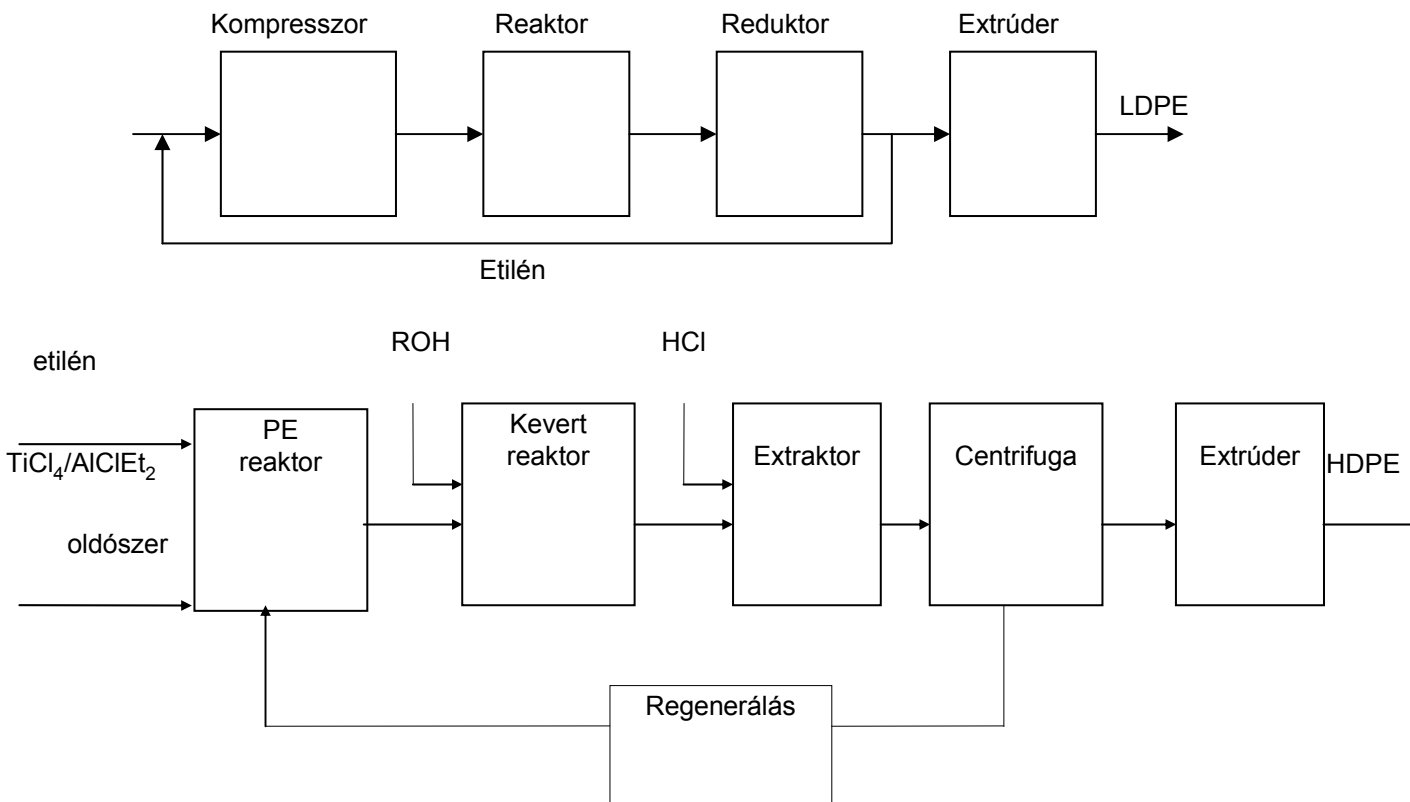 Kompresszor
Reaktor
Reduktor
Extrúder
LDPE
Etilén
ROH
HCl
etilén
PE
reaktor
Kevert
reaktor
Extraktor
Centrifuga
Extrúder
HDPE
TiCl₄/AlClEt₂
oldószer
Regenerálás